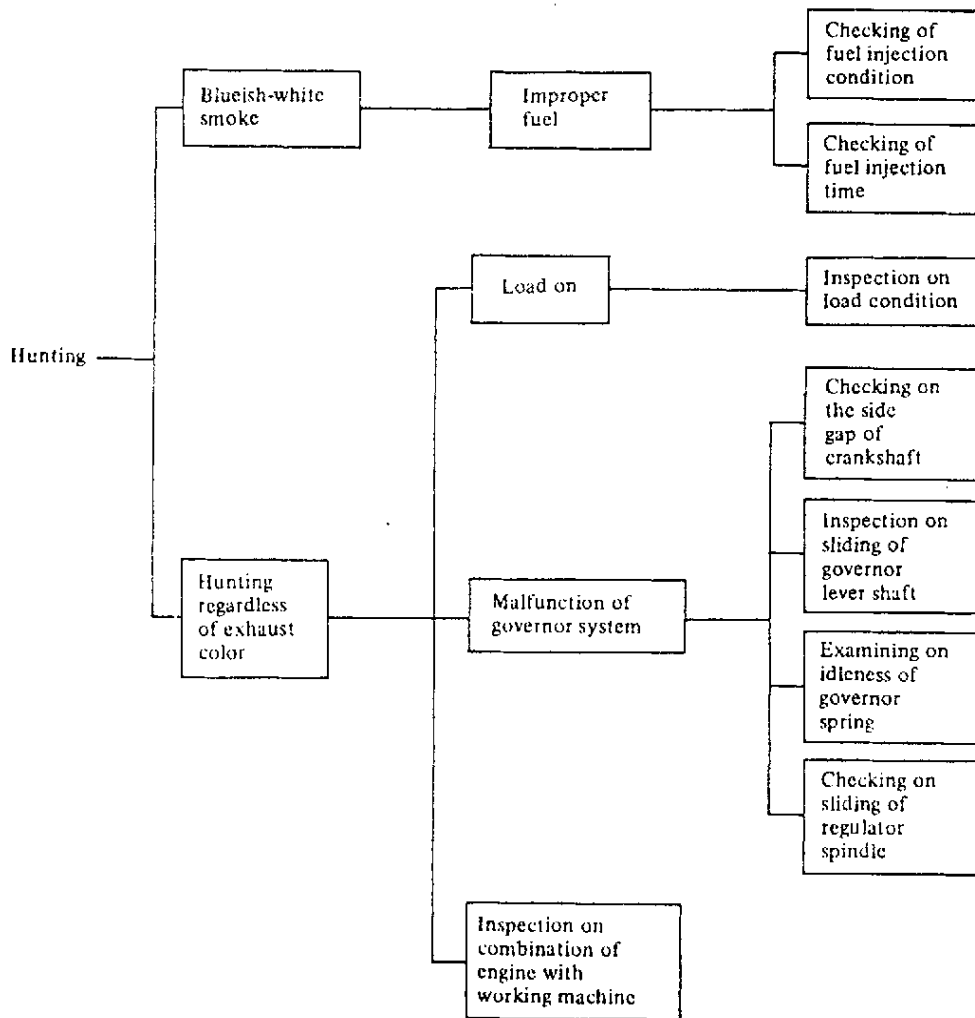 Hunting
Blueish-white
smoke
Improper
fuel
Checking of
fuel injection
condition
Checking of
fuel injection
time
Hunting
regardless
of exhaust
color
Load on
Inspection on
load condition
Malfunction of
governor system
Checking on
the side
gap of
crankshaft
Inspection on
sliding of
governor
lever shaft
Examining on
idleness of
governor
spring
Checking on
sliding of
regulator
spindle
Inspection on
combination of
engine with
working machine